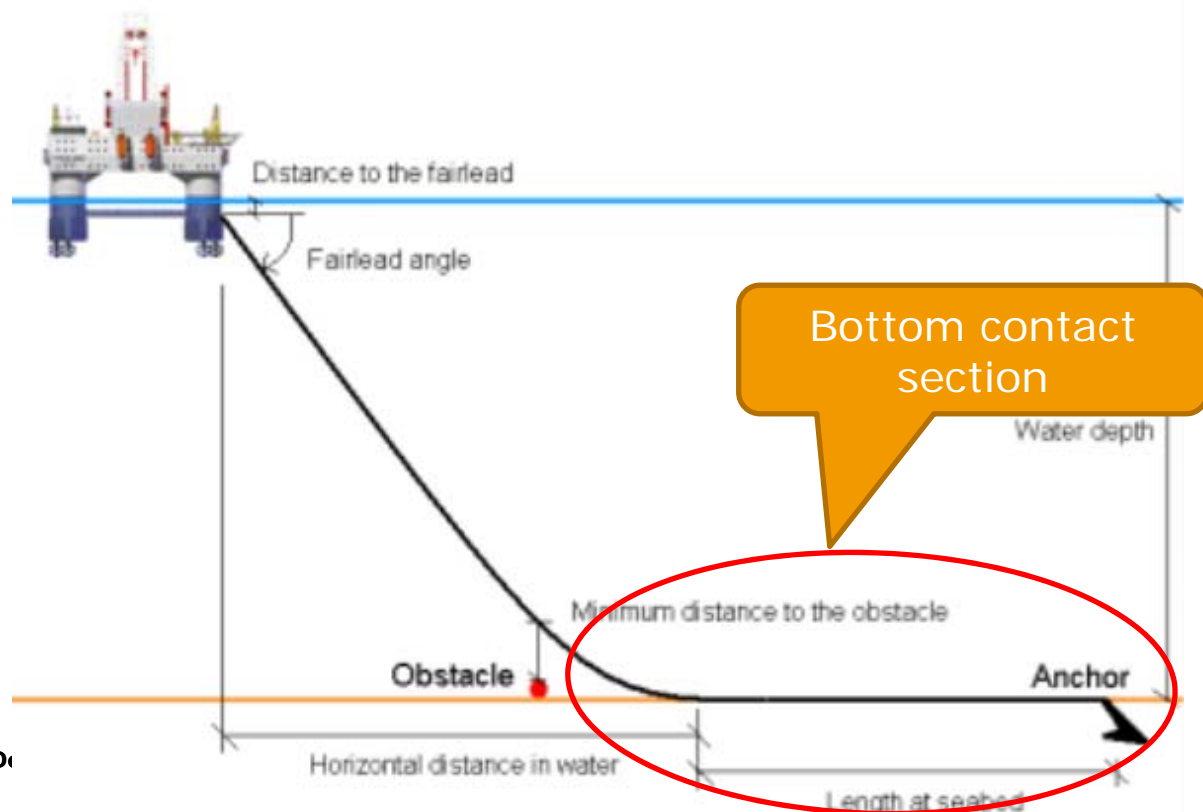 Distance to the fairlead
Fairlead angle
Bottom contact
section
Water depth
Minimum distance to the obstacle
Obstacle
Anchor
Horizontal distance in water
Length at seabed